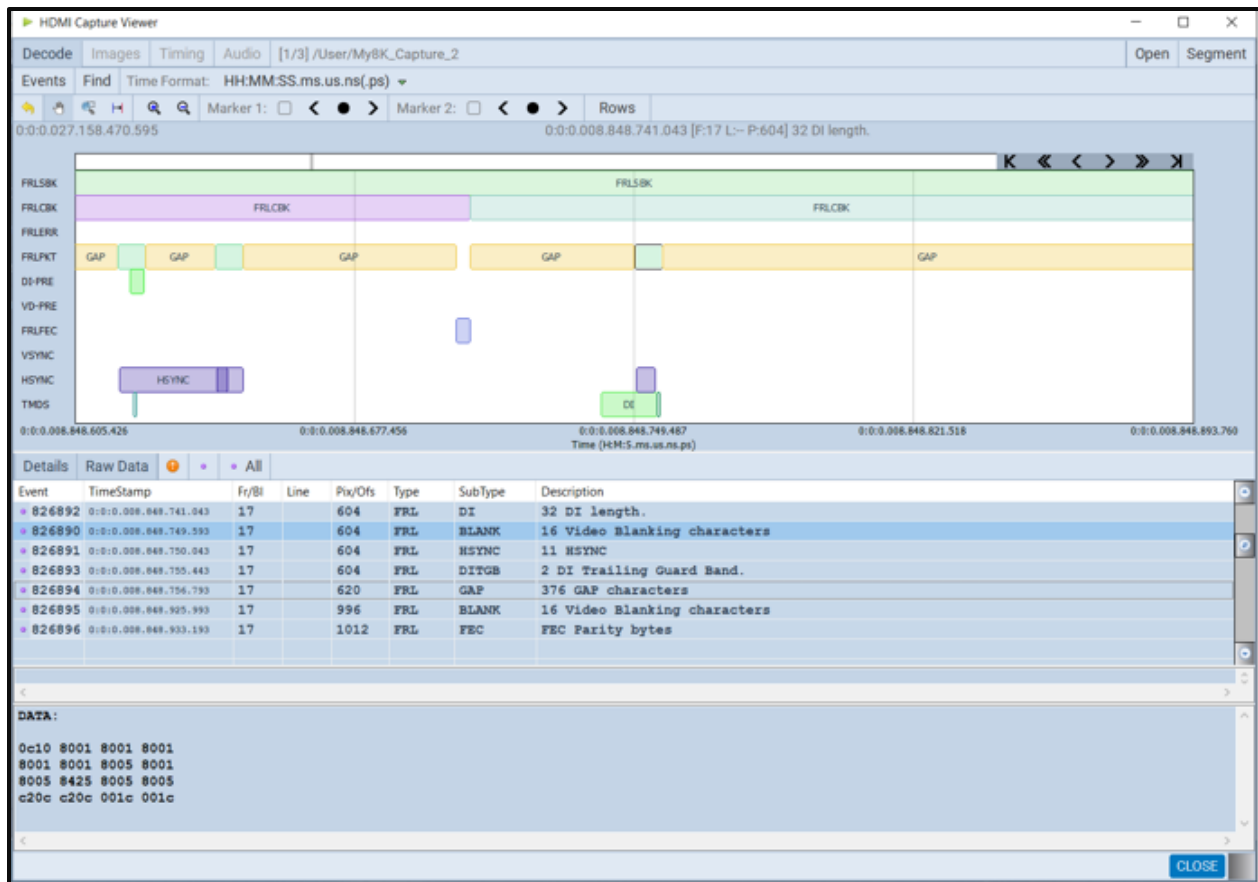 HDMI Capture Viewer
Decode Images Timing Audio [1/3] /User/My8K_Capture_2 Open Segment
Events Find Time Format: HH:MM:SS.ms.us.ns(.ps)
Marker 1: Marker 2: Rows
0:0:0.027.158.470.595 0:0:0.008.848.741.043 [F:17 L:-- P:604] 32 DI length.
FRLSBK FRLSBK
FRLCBK FRLCBK FRLCBK
FRLERR
FRLPKT GAP GAP GAP GAP GAP
DI-PRE
VD-PRE
FRLFEC
VSYNC
HSYNC HSYNC
TMDS DI
0:0:0.008.848.605.426 0:0:0.008.848.677.456 0:0:0.008.848.749.487 0:0:0.008.848.821.518 0:0:0.008.848.893.760
Time (H:M:S.ms.us.ns.ps)
Details Raw Data All
Event TimeStamp Fr/Bl Line Pix/Ofs Type SubType Description
826892 0:0:0.008.848.741.043 17 604 FRL DI 32 DI length.
826890 0:0:0.008.848.749.593 17 604 FRL BLANK 16 Video Blanking characters
826891 0:0:0.008.848.750.043 17 604 FRL HSYNC 11 HSYNC
826893 0:0:0.008.848.755.443 17 604 FRL DITGB 2 DI Trailing Guard Band.
826894 0:0:0.008.848.756.793 17 620 FRL GAP 376 GAP characters
826895 0:0:0.008.848.925.993 17 996 FRL BLANK 16 Video Blanking characters
826896 0:0:0.008.848.933.193 17 1012 FRL FEC FEC Parity bytes
DATA:
0c10 8001 8001 8001
8001 8001 8005 8001
8005 8425 8005 8005
c20c c20c 001c 001c
CLOSE